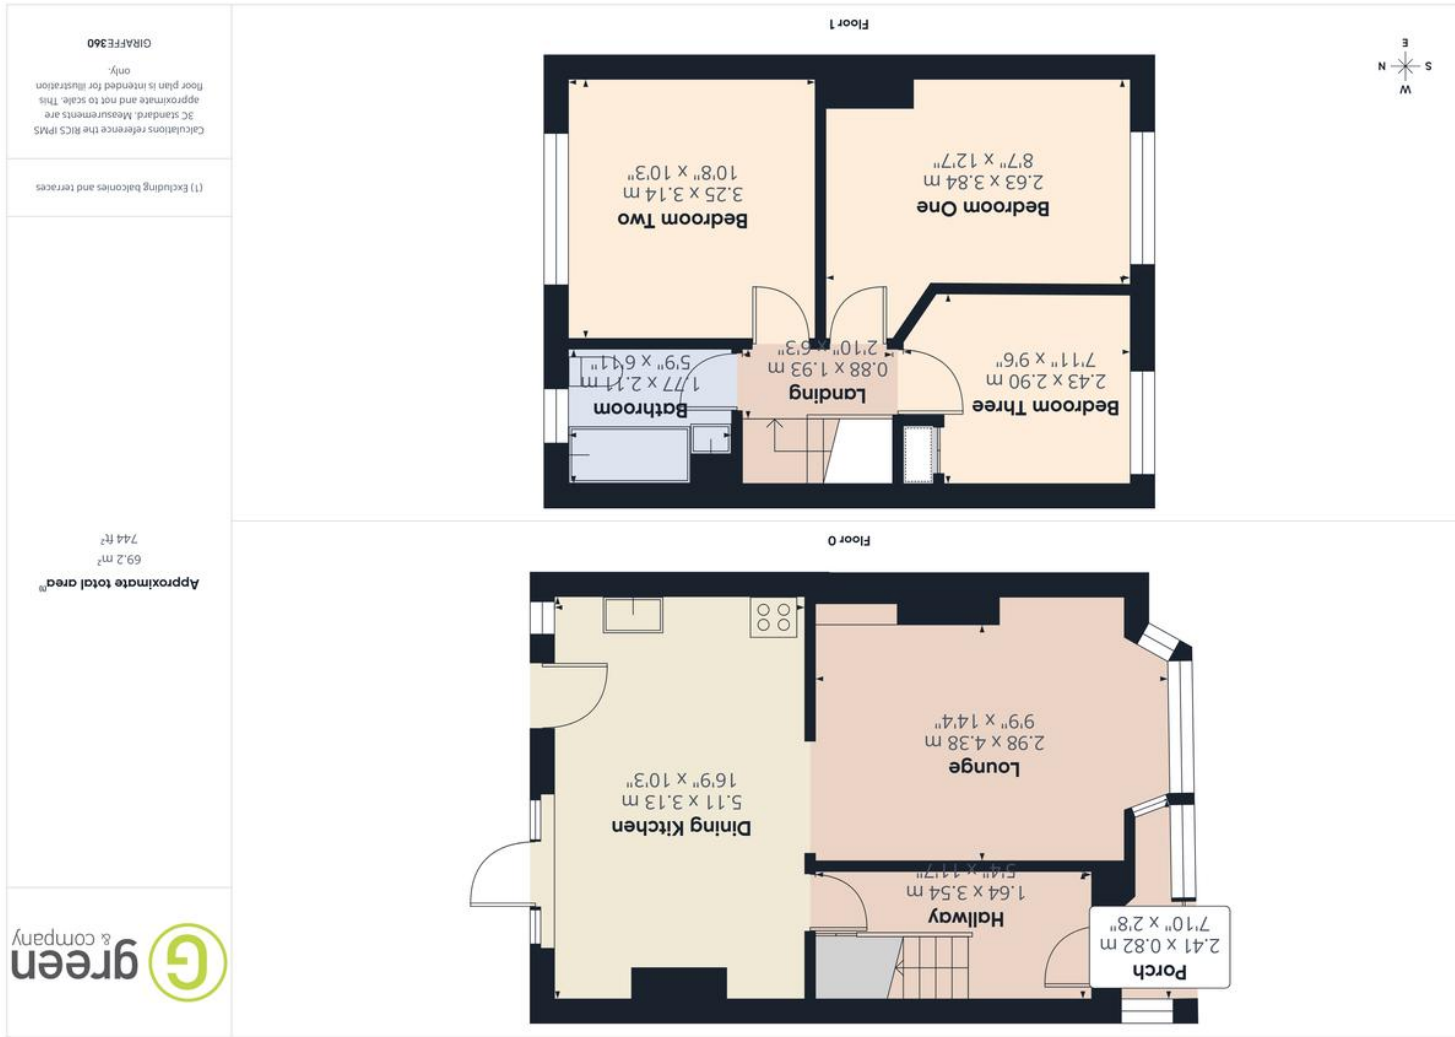 Porch
2.41 x 0.82 m
7'10" x 2'8"
Hallway
1.64 x 3.54 m
5'4" x 11'7"
Lounge
2.98 x 4.38 m
9'9" x 14'4"
Dining Kitchen
5.11 x 3.13 m
16'9" x 10'3"
Floor 0
Bedroom Three
2.43 x 2.90 m
7'11" x 9'6"
Landing
0.88 x 1.93 m
2'10" x 6'3"
Bathroom
1.77 x 2.11 m
5'9" x 6'11"
Bedroom One
2.63 x 3.84 m
8'7" x 12'7"
Bedroom Two
3.25 x 3.14 m
10'8" x 10'3"
Floor 1
W
S
N
E
G green
& company
Approximate total area⁽¹⁾
69.2 m²
744 ft²
(1) Excluding balconies and terraces
Calculations reference the RICS IPMS
3C standard. Measurements are
approximate and not to scale. This
floor plan is intended for illustration
only.
GIRAFFE360